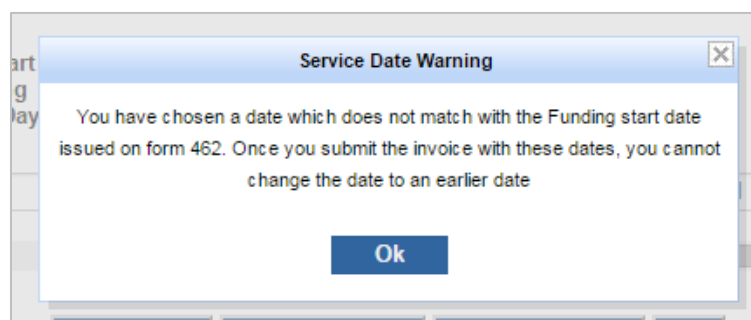 Service Date Warning
art
g
Day
You have chosen a date which does not match with the Funding start date
issued on form 462. Once you submit the invoice with these dates, you cannot
change the date to an earlier date
Ok